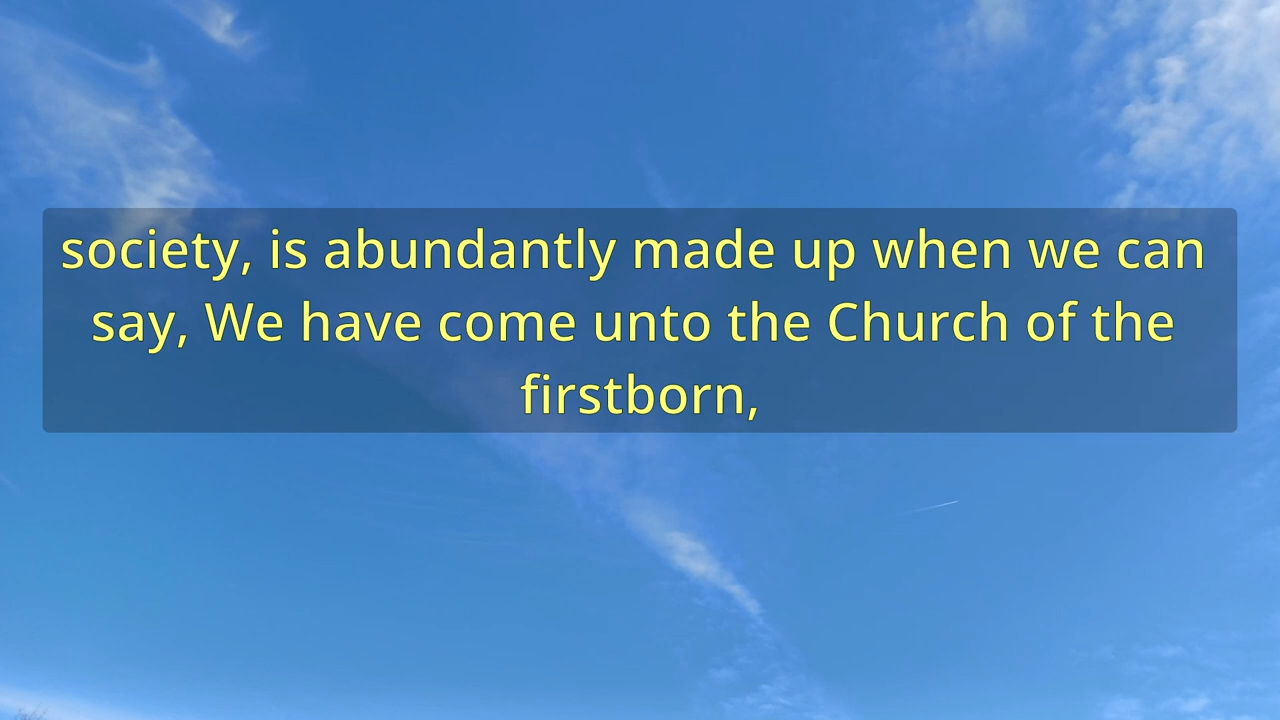 society, is abundantly made up when we can
say, We have come unto the Church of the
firstborn,